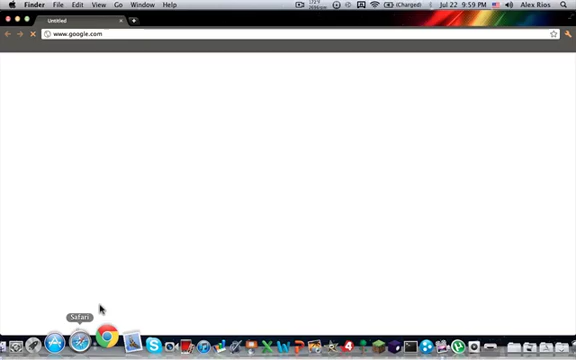 Finder File Edit View Go Window Help (Charged) Jul 22 9:59 PM Alex Rios
Untitled
www.google.com
Safari